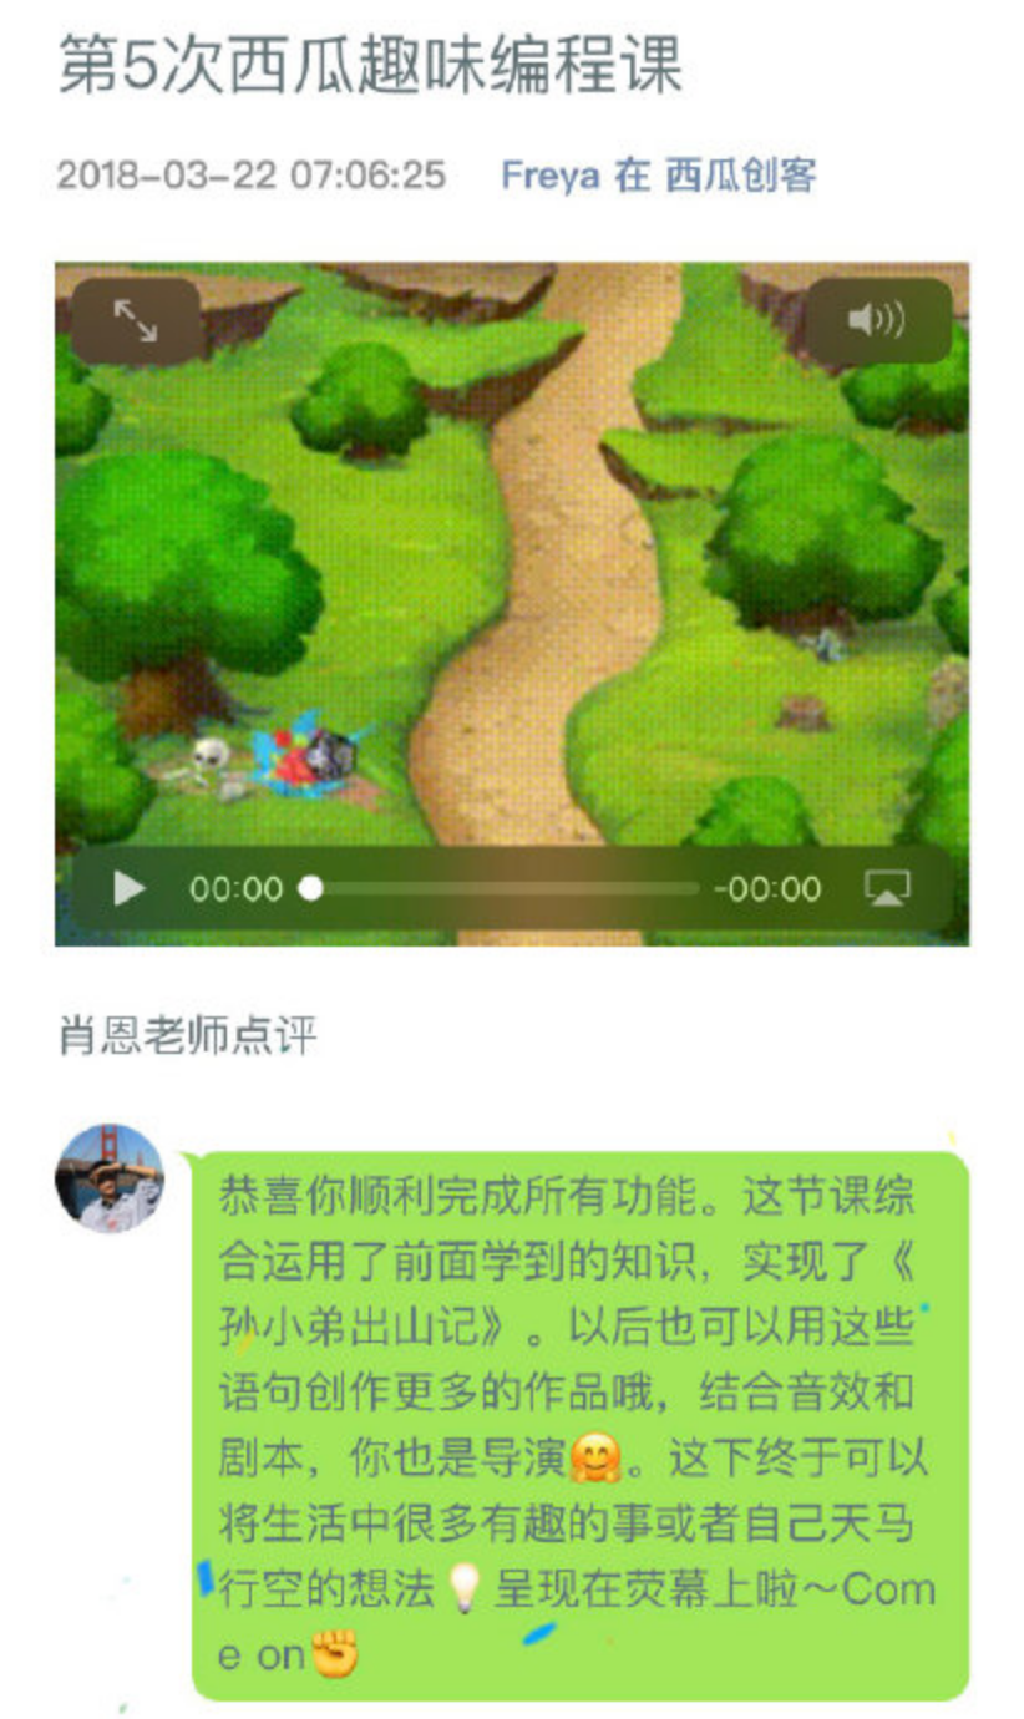 第5次西瓜趣味编程课
2018-03-22 07:06:25 Freya 在 西瓜创客
00:00 -00:00
肖恩老师点评
恭喜你顺利完成所有功能。这节课综
合运用了前面学到的知识，实现了《
孙小弟出山记》。以后也可以用这些
语句创作更多的作品哦，结合音效和
剧本，你也是导演🤗。这下终于可以
将生活中很多有趣的事或者自己天马
行空的想法💡呈现在荧幕上啦～Com
e on✊